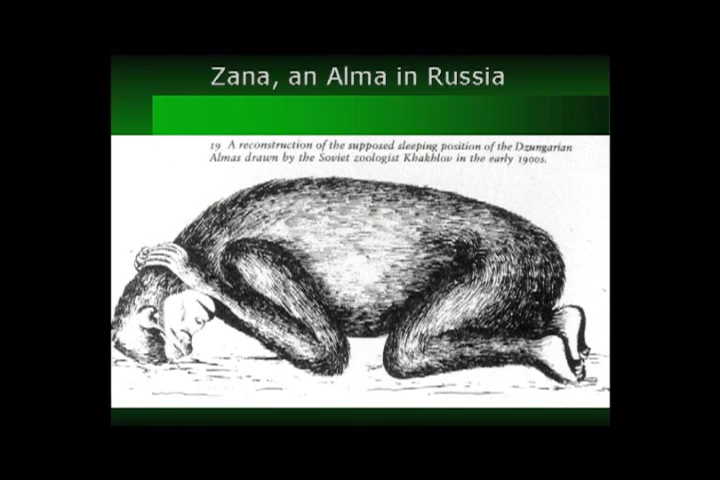 Zana, an Alma in Russia
19 A reconstruction of the supposed sleeping position of the Dzungarian
Almas drawn by the Soviet zoologist Khakhlov in the early 1900s.